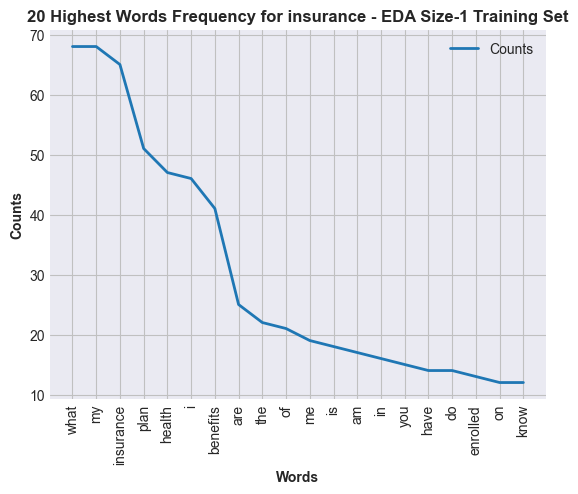 20 Highest Words Frequency for insurance - EDA Size-1 Training Set
Counts
Counts
70
60
50
40
30
20
10
what
my
insurance
plan
health
i
benefits
are
the
of
me
is
am
in
you
have
do
enrolled
on
know
Words